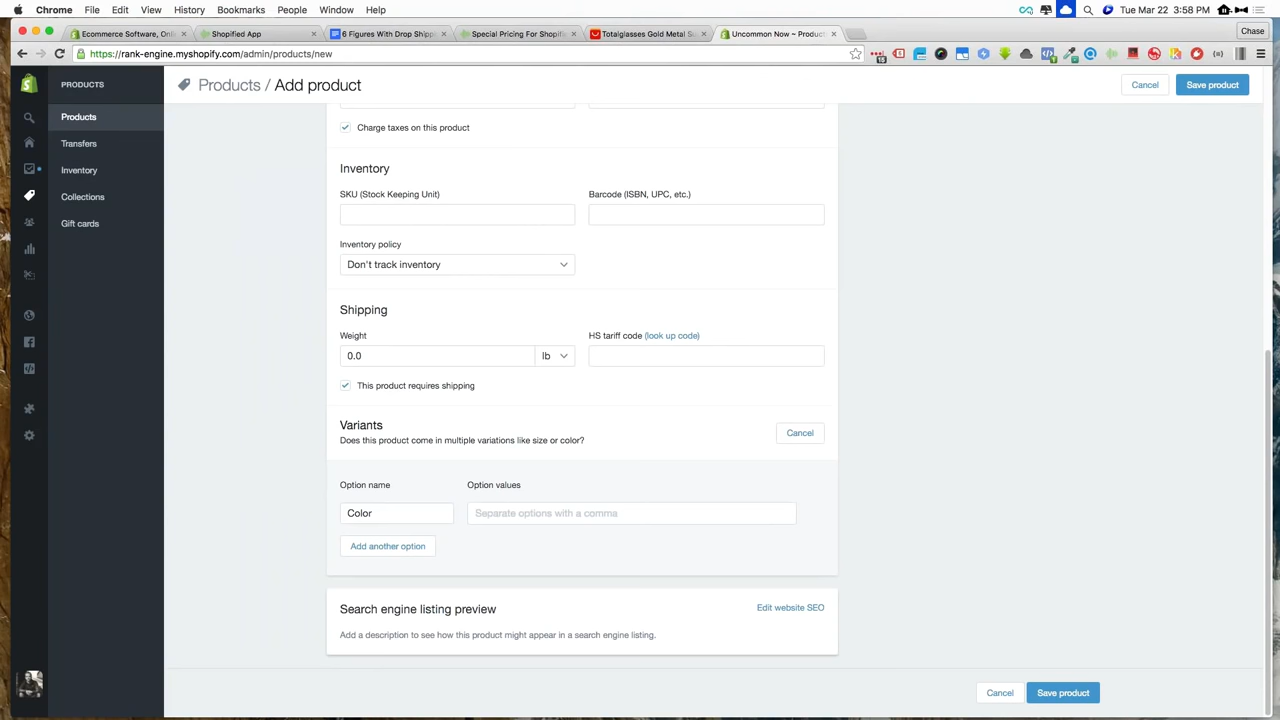 Chrome File Edit View History Bookmarks People Window Help
Tue Mar 22 3:58 PM
Ecommerce Software, Onli
Shopified App
6 Figures With Drop Shippi
Special Pricing For Shopifi
Totalglasses Gold Metal Su
Uncommon Now ~ Product
Chase
https://rank-engine.myshopify.com/admin/products/new
PRODUCTS
Products / Add product
Cancel
Save product
Products
Transfers
Inventory
Collections
Gift cards
Charge taxes on this product
Inventory
SKU (Stock Keeping Unit)
Barcode (ISBN, UPC, etc.)
Inventory policy
Don't track inventory
Shipping
Weight
HS tariff code (look up code)
0.0
lb
This product requires shipping
Variants
Does this product come in multiple variations like size or color?
Cancel
Option name
Option values
Color
Separate options with a comma
Add another option
Search engine listing preview
Edit website SEO
Add a description to see how this product might appear in a search engine listing.
Cancel
Save product